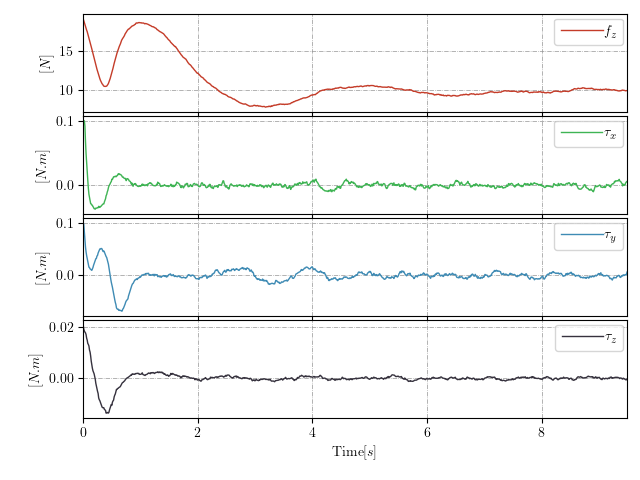 [N]
15
10
f_z
[N.m]
0.1
0.0
τ_x
[N.m]
0.1
0.0
τ_y
[N.m]
0.02
0.00
τ_z
0 2 4 6 8
Time[s]